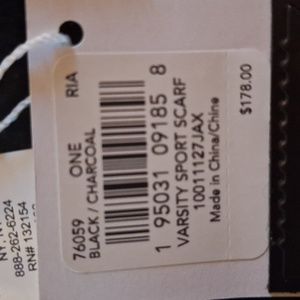 RIA
ONE
76059
BLACK / CHARCOAL
1 95031 09185 8
VARSITY SPORT SCARF
10011127JAX
Made in China/Chine
$178.00
888-262-6224
RN# 132154